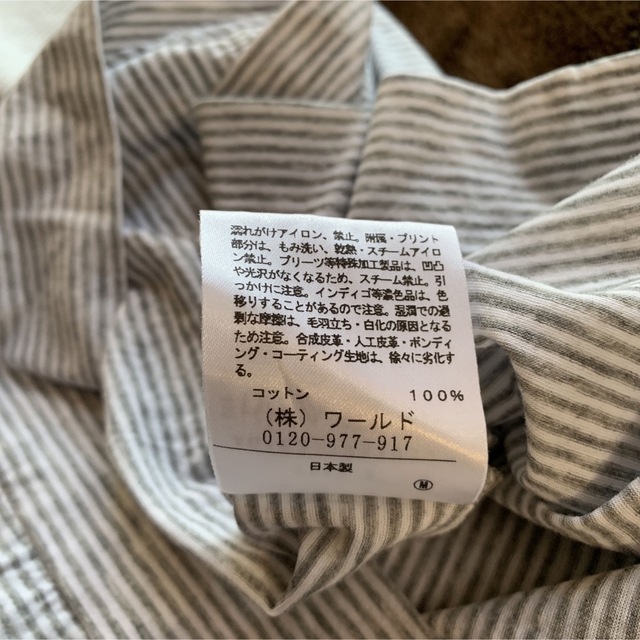 濡れがけアイロン、禁止。附属・プリント
部分は、もみ洗い、乾熱・スチームアイロ
ン禁止。プリーツ等特殊加工製品は、凹凸
や光沢がなくなるため、スチーム禁止。引
っかけに注意。インディゴ等濃色品は、色
移りすることがあるので注意。湿潤での過
剰な摩擦は、毛羽立ち・白化の原因となる
ため注意。合成皮革・人工皮革・ボンディ
ング・コーティング生地は、徐々に劣化す
る。
コットン 100%
(株) ワールド
0120-977-917
日本製
M